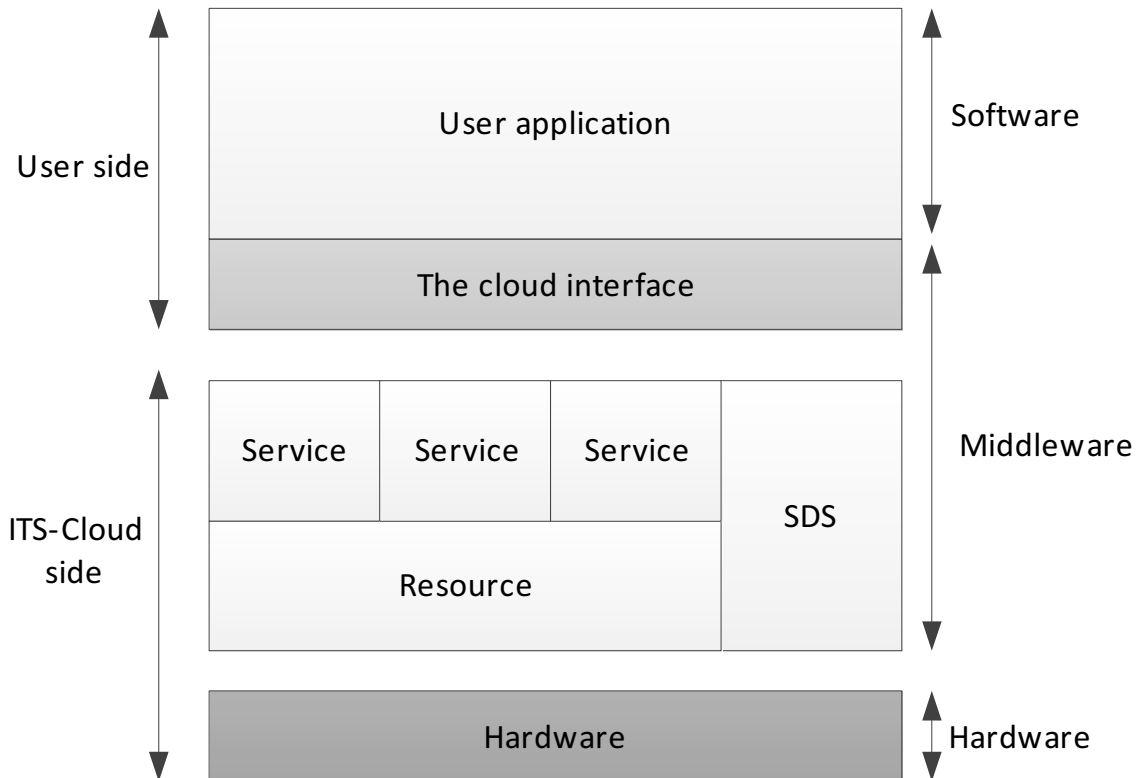 User application
Software
User side
The cloud interface
Service
Service
Service
Middleware
SDS
ITS-Cloud
side
Resource
Hardware
Hardware